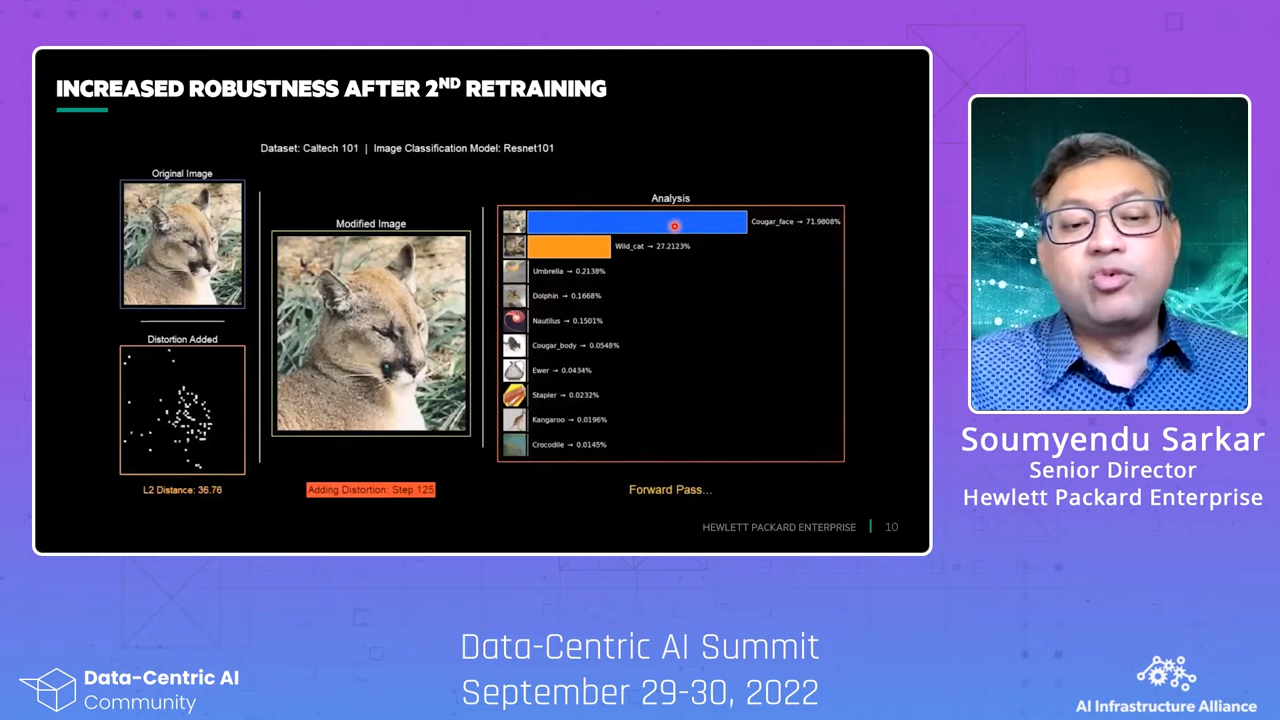 INCREASED ROBUSTNESS AFTER 2ND RETRAINING
Dataset: Caltech 101 | Image Classification Model: Resnet101
Original Image
Distortion Added
L2 Distance: 36.76
Modified Image
Adding Distortion: Step 125
Analysis
Cougar_face → 71.9808%
Wild_cat → 27.2123%
Umbrella → 0.2138%
Dolphin → 0.1668%
Nautilus → 0.1501%
Cougar_body → 0.0548%
Ewer → 0.0434%
Stapler → 0.0232%
Kangaroo → 0.0196%
Crocodile → 0.0145%
Forward Pass...
HEWLETT PACKARD ENTERPRISE | 10
Soumyendu Sarkar
Senior Director
Hewlett Packard Enterprise
Data-Centric AI Summit
September 29-30, 2022
Data-Centric AI
Community
AI Infrastructure Alliance